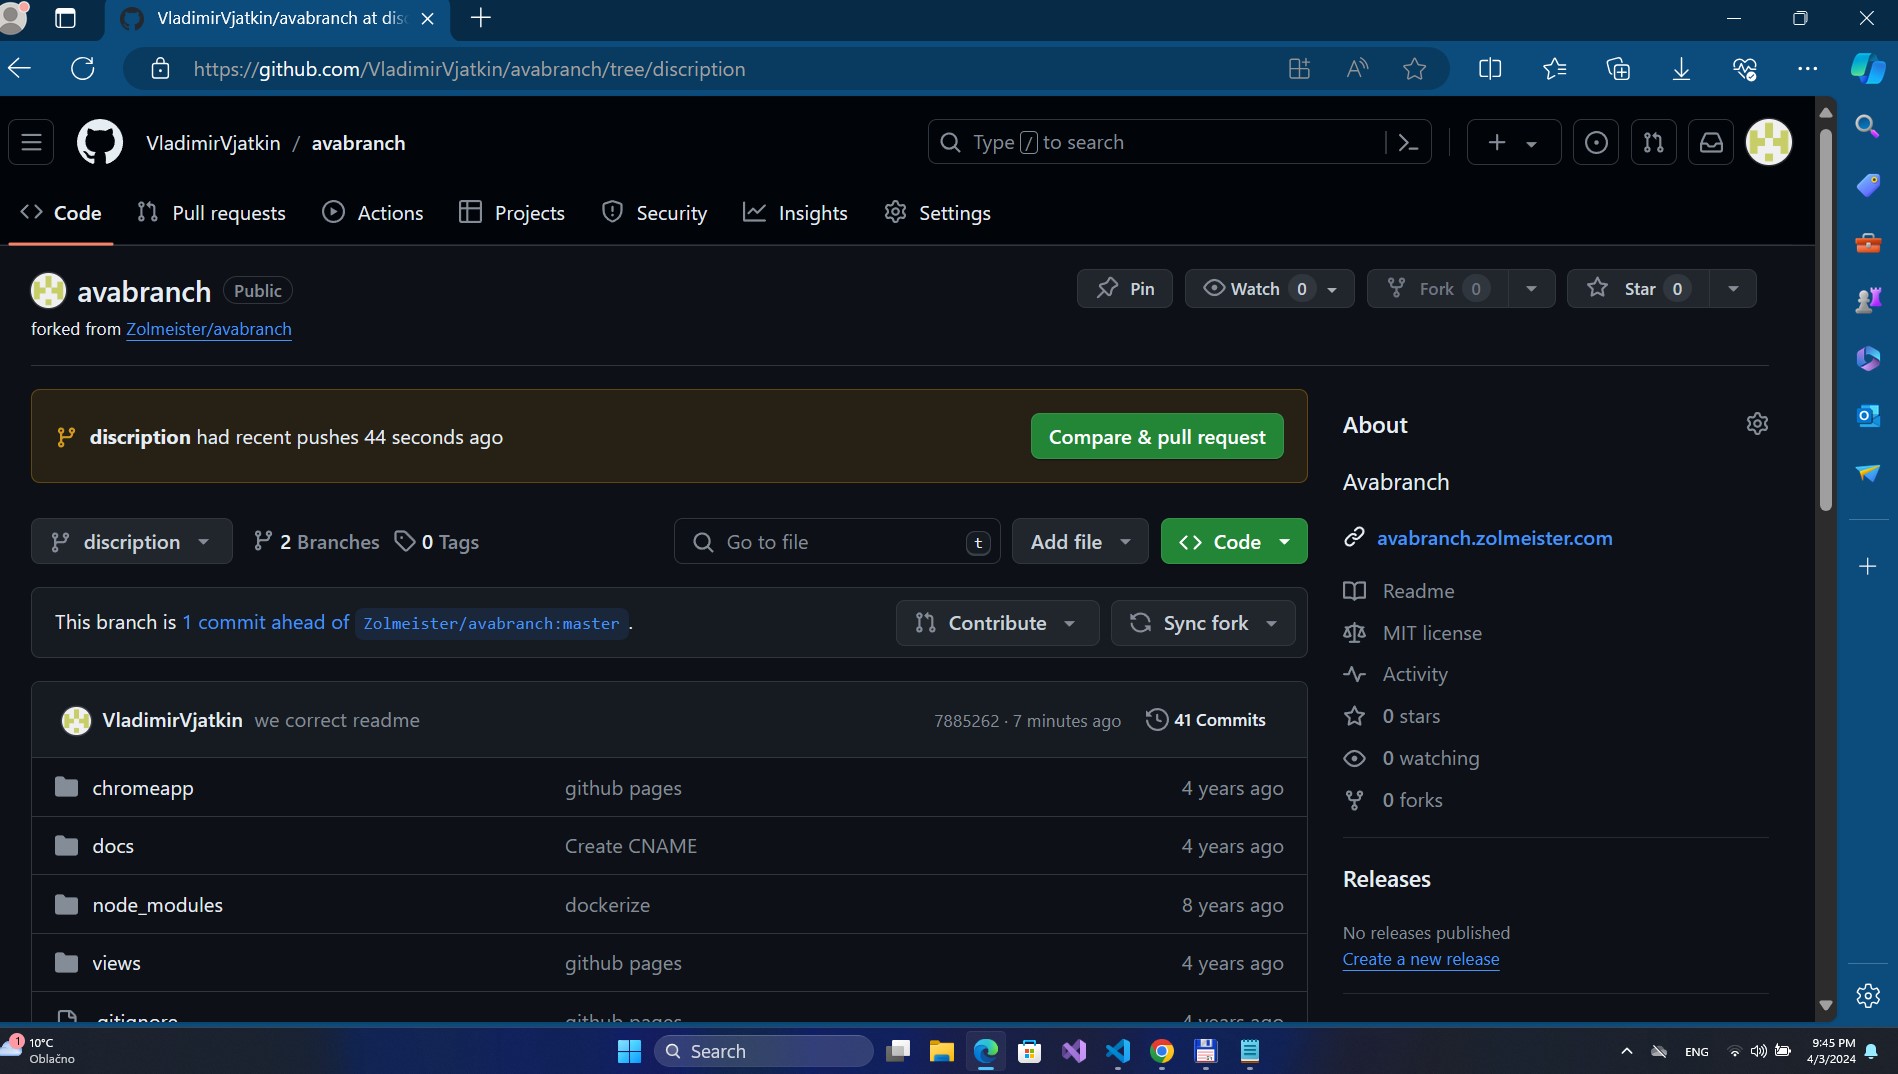 VladimirVjatkin/avabranch at disc
https://github.com/VladimirVjatkin/avabranch/tree/discription
VladimirVjatkin / avabranch
Type / to search
Code Pull requests Actions Projects Security Insights Settings
avabranch Public
Pin Watch 0 Fork 0 Star 0
forked from Zolmeister/avabranch
discription had recent pushes 44 seconds ago
Compare & pull request
discription 2 Branches 0 Tags
Go to file t
Add file
Code
This branch is 1 commit ahead of Zolmeister/avabranch:master .
Contribute Sync fork
VladimirVjatkin we correct readme 7885262 · 7 minutes ago 41 Commits
chromeapp github pages 4 years ago
docs Create CNAME 4 years ago
node_modules dockerize 8 years ago
views github pages 4 years ago
.gitignore github pages 4 years ago
About
Avabranch
avabranch.zolmeister.com
Readme
MIT license
Activity
0 stars
0 watching
0 forks
Releases
No releases published
Create a new release
1 10°C
Oblačno
Search
ENG
9:45 PM
4/3/2024